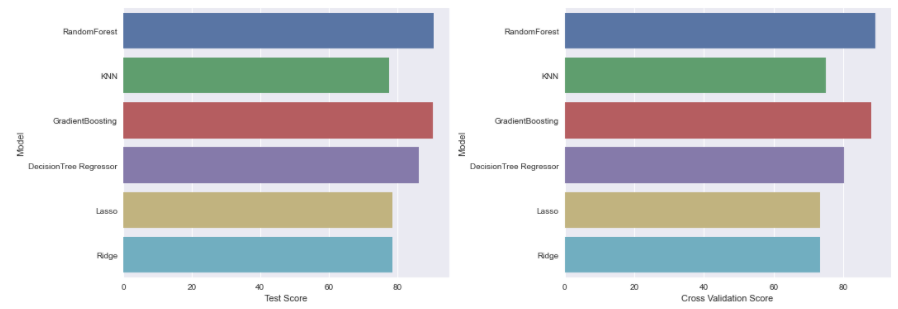 RandomForest
KNN
GradientBoosting
DecisionTree Regressor
Lasso
Ridge
Model
0 20 40 60 80
Test Score
RandomForest
KNN
GradientBoosting
DecisionTree Regressor
Lasso
Ridge
Model
0 20 40 60 80
Cross Validation Score